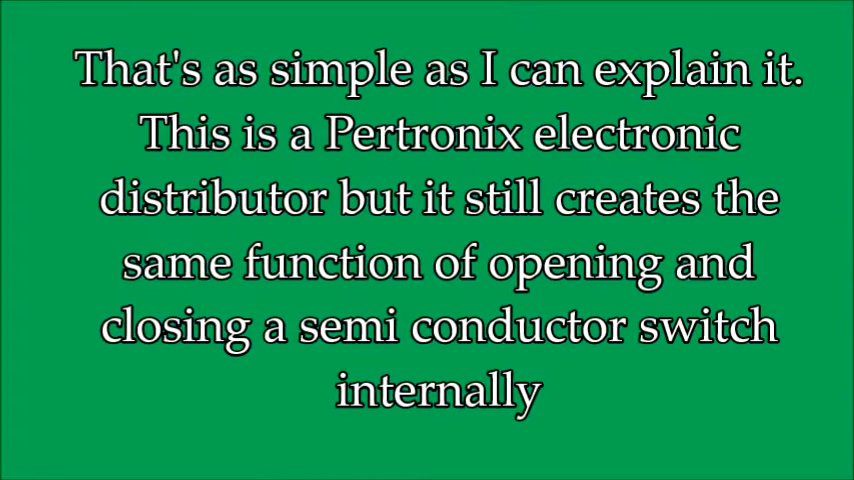 That's as simple as I can explain it.
This is a Pertronix electronic
distributor but it still creates the
same function of opening and
closing a semi conductor switch
internally